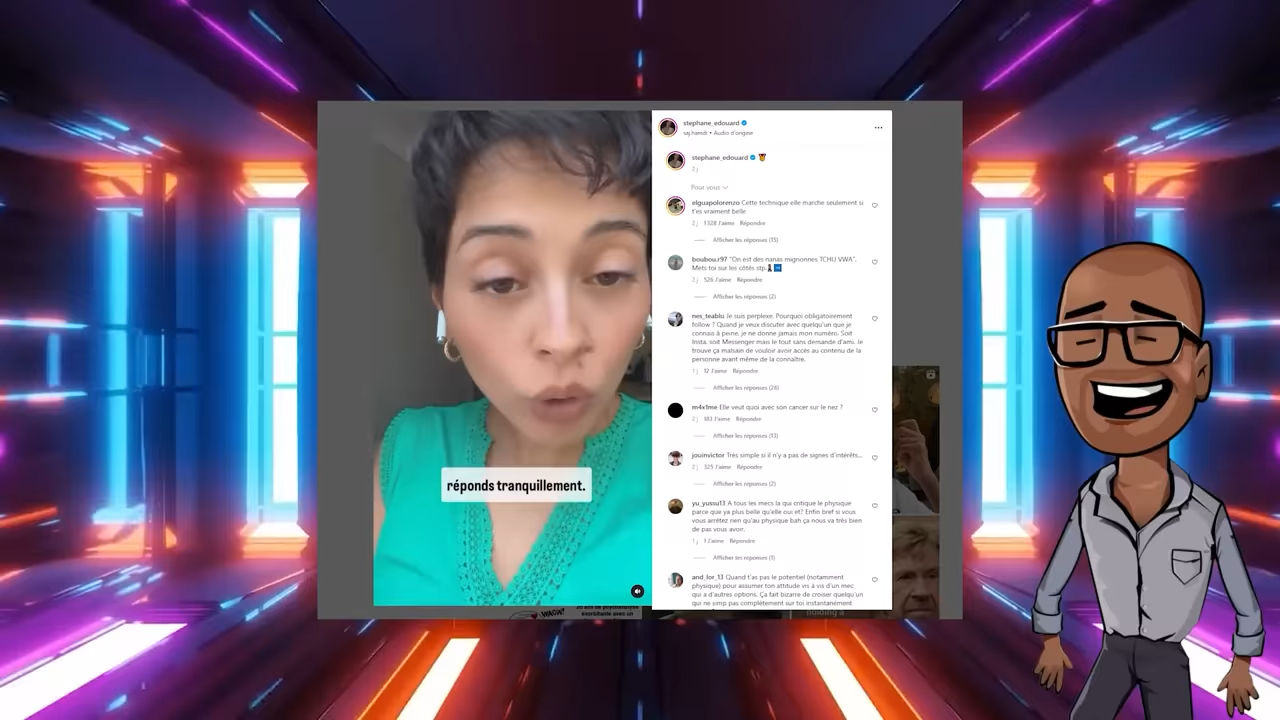 stephane_edouard
saj.hamdi • Audio d'origine
stephane_edouard
2 j
Pour vous
elguapolorenzo Cette technique elle marche seulement si
t'es vraiment belle
2 j 1328 J'aime Répondre
Afficher les réponses (15)
boubou.r97 "On est des nanas mignonnes TCHU VWA".
Mets toi sur les côtés stp.
2 j 526 J'aime Répondre
Afficher les réponses (2)
nes_teablu Je suis perplexe. Pourquoi obligatoirement
follow ? Quand je veux discuter avec quelqu'un que je
connais à peine, je ne donne jamais mon numéro. Soit
Insta, soit Messenger mais le tout sans demande d'ami. Je
trouve ça malsain de vouloir avoir accès au contenu de la
personne avant même de la connaître.
1 j 12 J'aime Répondre
Afficher les réponses (26)
m4x1me Elle veut quoi avec son cancer sur le nez ?
2 j 183 J'aime Répondre
Afficher les réponses (13)
jouinvictor Très simple si il n'y a pas de signes d'intérêts...
2 j 325 J'aime Répondre
Afficher les réponses (2)
yu_yussu13 A tous les mecs la qui critique le physique
parce que ya plus belle qu'elle oui et? Enfin bref si vous
vous arrêtez rien qu'au physique bah ça nous va très bien
de pas vous avoir.
1 j 1 J'aime Répondre
Afficher les réponses (1)
and_lor_13 Quand t'as pas le potentiel (notamment
physique) pour assumer ton attitude vis à vis d'un mec
qui a d'autres options. Ça fait bizarre de croiser quelqu'un
qui ne simp pas complètement sur toi instantanément
réponds tranquillement.
exorbitante avec un
holding a